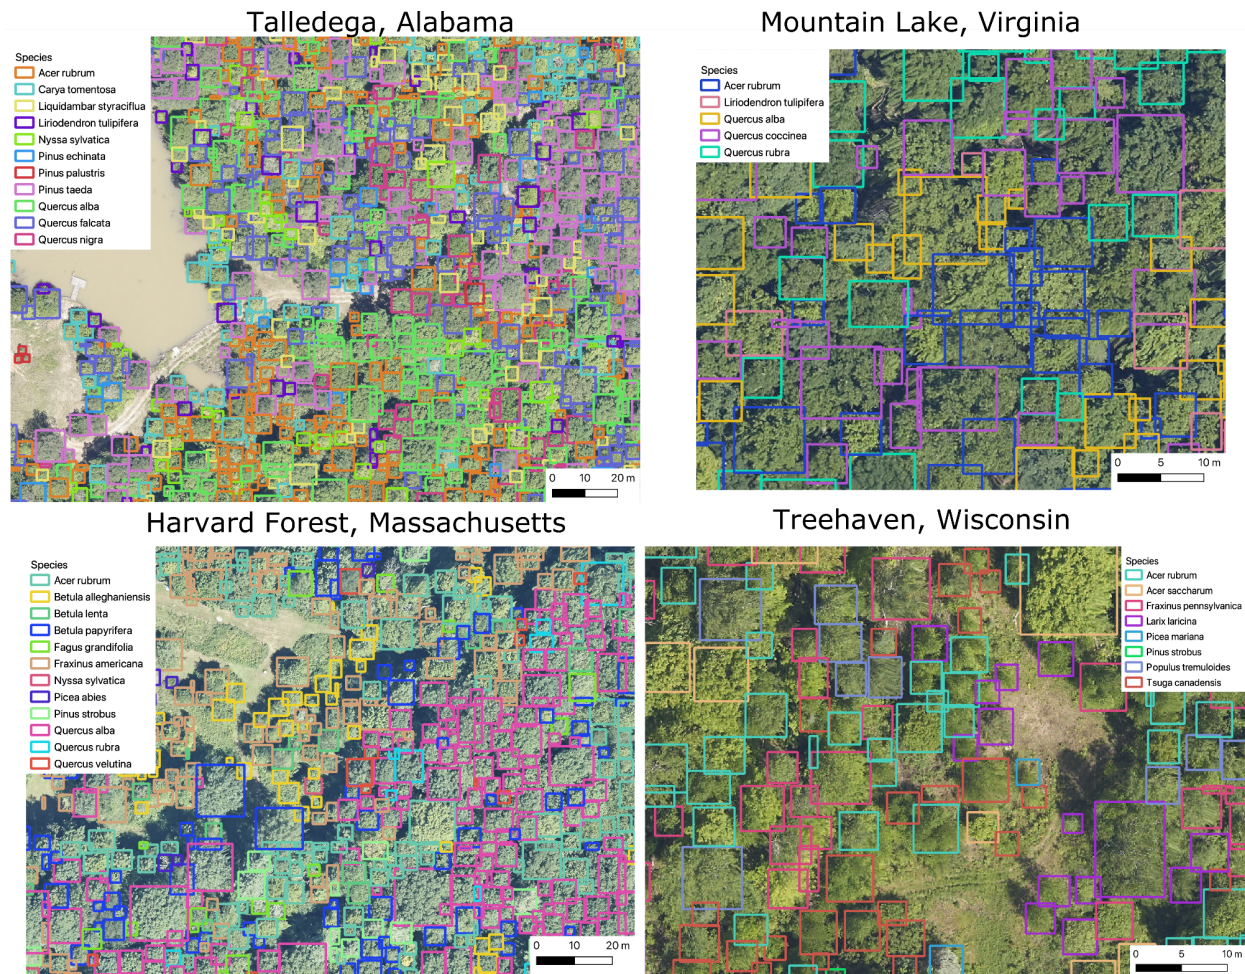 Talledega, Alabama
Species
Acer rubrum
Carya tomentosa
Liquidambar styraciflua
Liriodendron tulipifera
Nyssa sylvatica
Pinus echinata
Pinus palustris
Pinus taeda
Quercus alba
Quercus falcata
Quercus nigra
0 10 20 m
Mountain Lake, Virginia
Species
Acer rubrum
Liriodendron tulipifera
Quercus alba
Quercus coccinea
Quercus rubra
0 5 10 m
Harvard Forest, Massachusetts
Species
Acer rubrum
Betula alleghaniensis
Betula lenta
Betula papyrifera
Fagus grandifolia
Fraxinus americana
Nyssa sylvatica
Picea abies
Pinus strobus
Quercus alba
Quercus rubra
Quercus velutina
0 10 20 m
Treehaven, Wisconsin
Species
Acer rubrum
Acer saccharum
Fraxinus pennsylvanica
Larix laricina
Picea mariana
Pinus strobus
Populus tremuloides
Tsuga canadensis
0 5 10 m